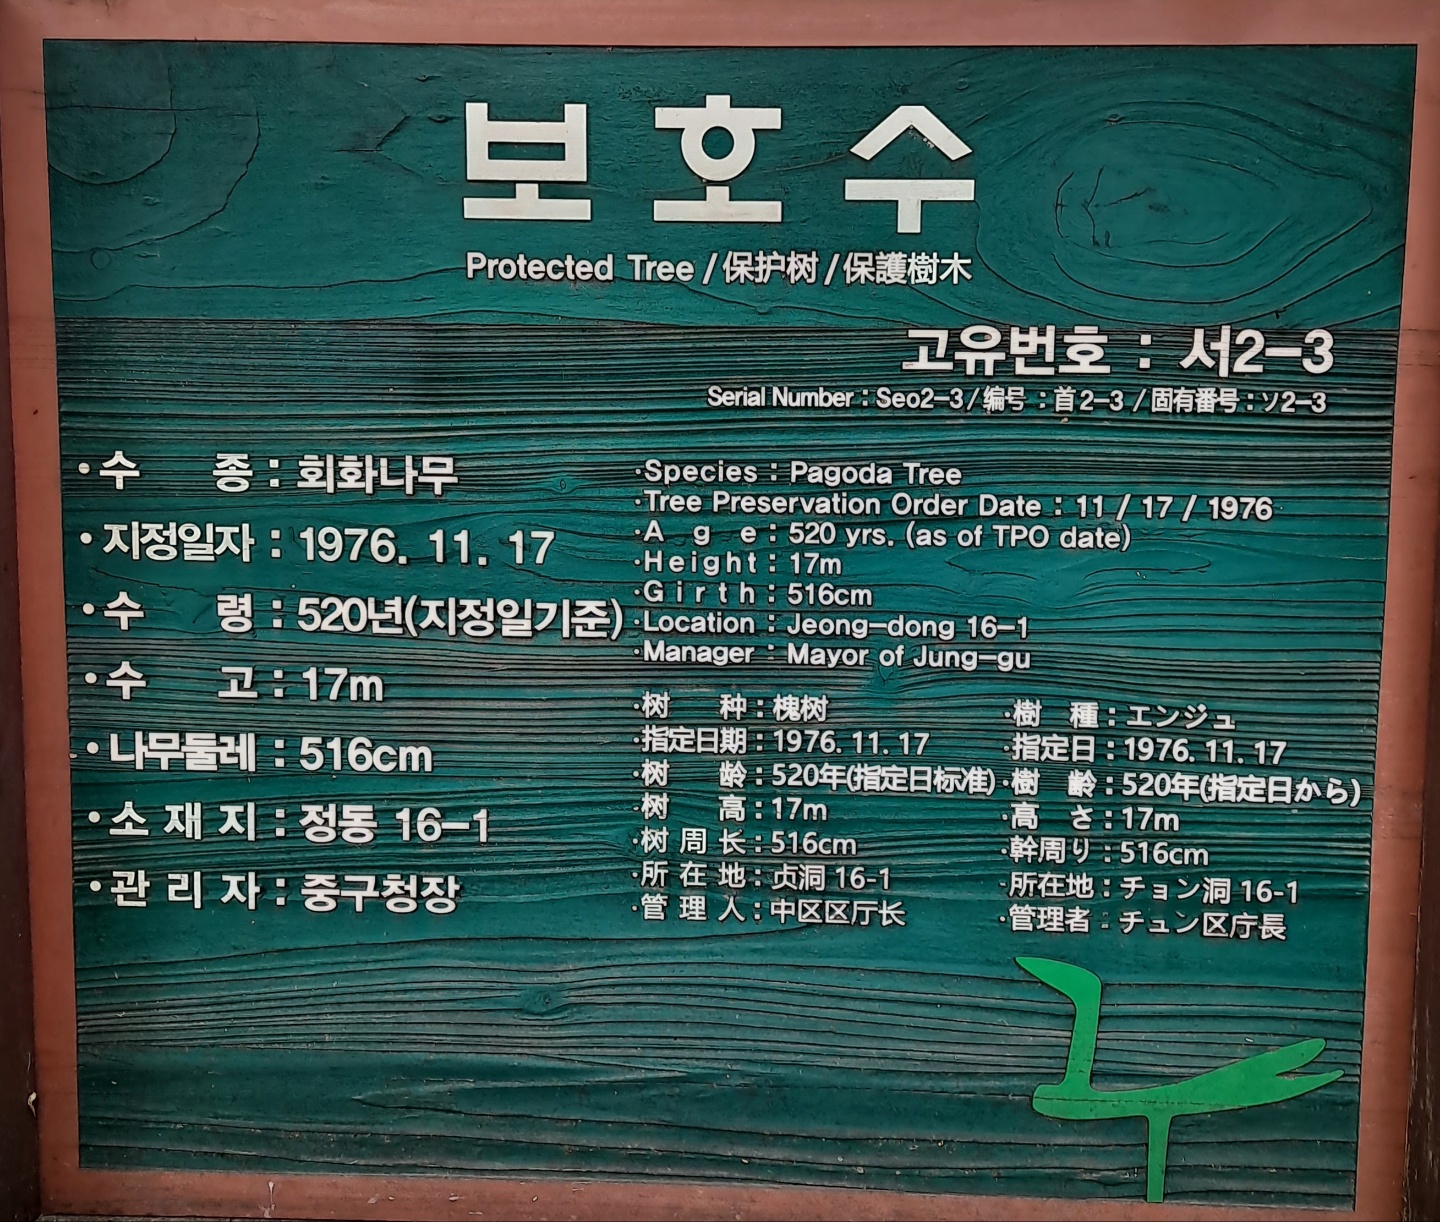 보호수
Protected Tree / 保护树 / 保護樹木
고유번호 : 서2-3
Serial Number : Seo2-3 / 编号 : 首2-3 / 固有番号 : ソ2-3
·수 종 : 회화나무
·지정일자 : 1976. 11. 17
·수 령 : 520년(지정일기준)
·수 고 : 17m
·나무둘레 : 516cm
·소 재 지 : 정동 16-1
·관 리 자 : 중구청장
·Species : Pagoda Tree
·Tree Preservation Order Date : 11 / 17 / 1976
·A g e : 520 yrs. (as of TPO date)
·Height : 17m
·Girth : 516cm
·Location : Jeong-dong 16-1
·Manager : Mayor of Jung-gu
·树 种 : 槐树
·指定日期 : 1976. 11. 17
·树 龄 : 520年(指定日标准)
·树 高 : 17m
·树 周 长 : 516cm
·所 在 地 : 贞洞 16-1
·管 理 人 : 中区区厅长
·樹 種 : エンジュ
·指定日 : 1976. 11. 17
·樹 齢 : 520年(指定日から)
·高 さ : 17m
·幹周り : 516cm
·所在地 : チョン洞 16-1
·管理者 : チュン区庁長